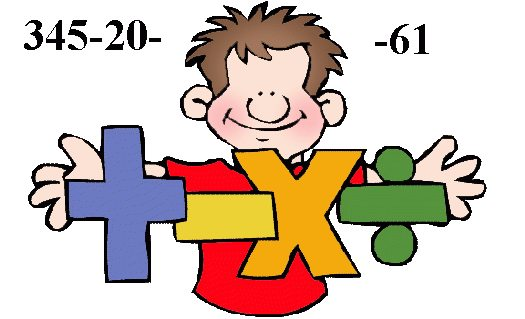 345-20- -61
+ - x ÷